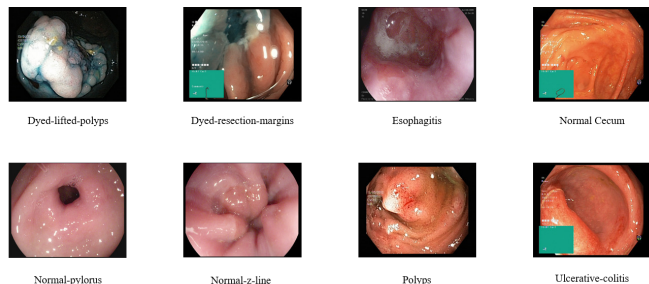 Dyed-lifted-polyps
Dyed-resection-margins
Esophagitis
Normal Cecum
Normal-pylorus
Normal-z-line
Polyps
Ulcerative-colitis